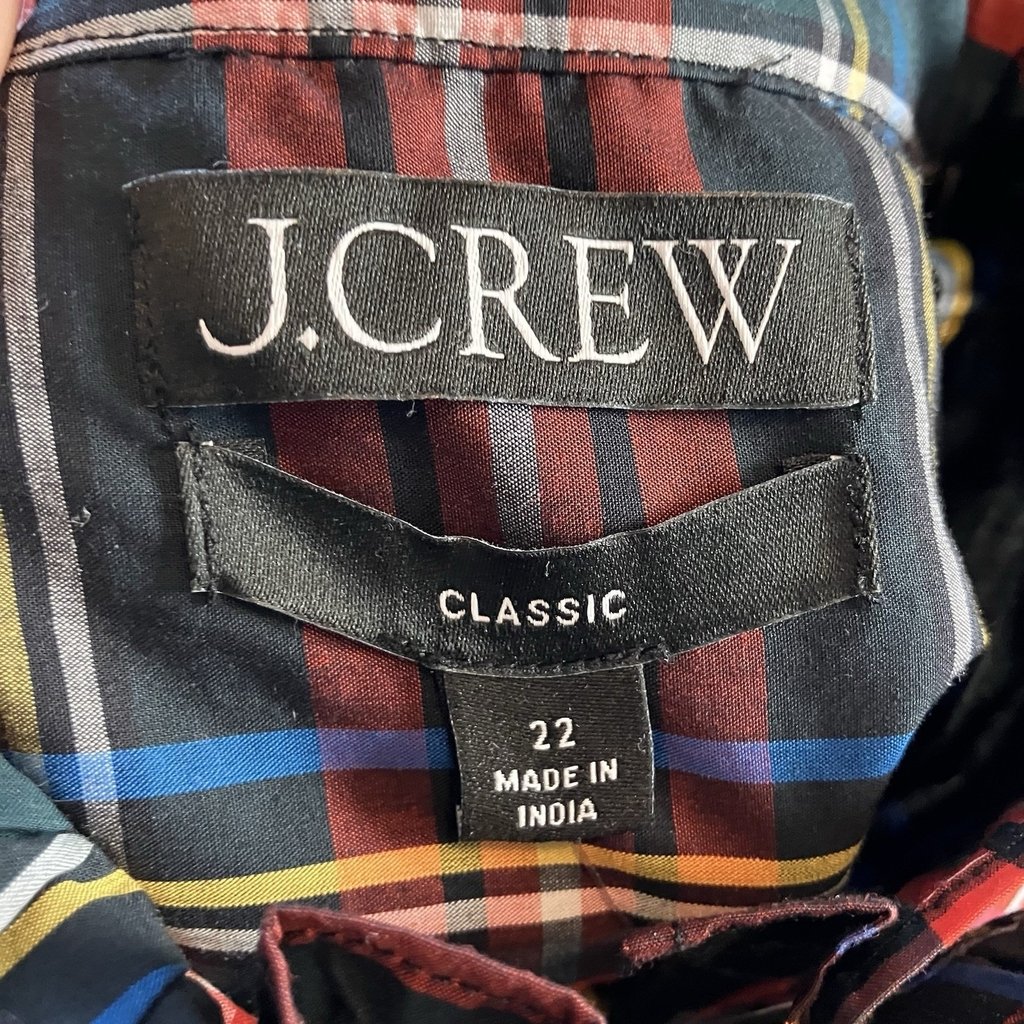 J.CREW
CLASSIC
22
MADE IN
INDIA